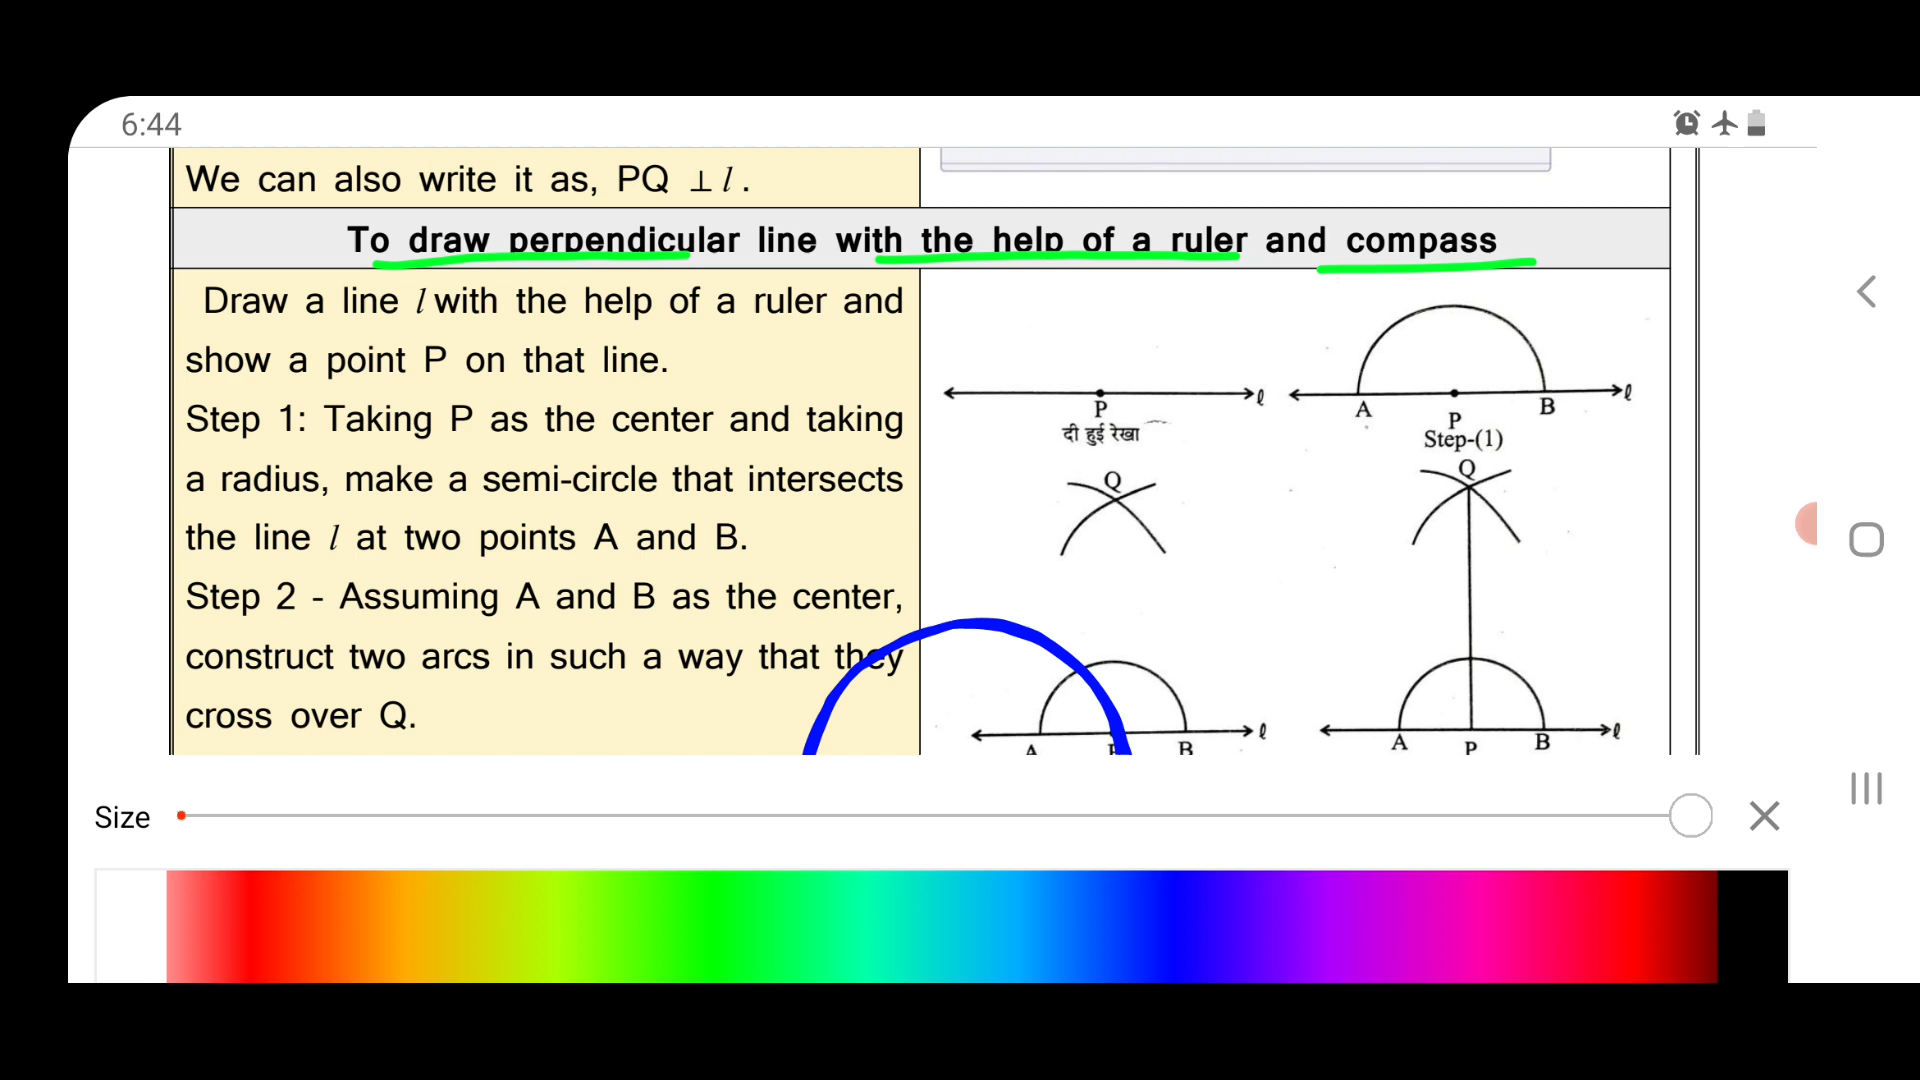 6:44
We can also write it as, PQ ⊥ l .
To draw perpendicular line with the help of a ruler and compass
Draw a line l with the help of a ruler and
show a point P on that line.
Step 1: Taking P as the center and taking
a radius, make a semi-circle that intersects
the line l at two points A and B.
Step 2 - Assuming A and B as the center,
construct two arcs in such a way that they
cross over Q.
ℓ
P
दी हुई रेखा
ℓ
A P B
Step-(1)
Q
ℓ
A P B
Q
ℓ
A P B
Size